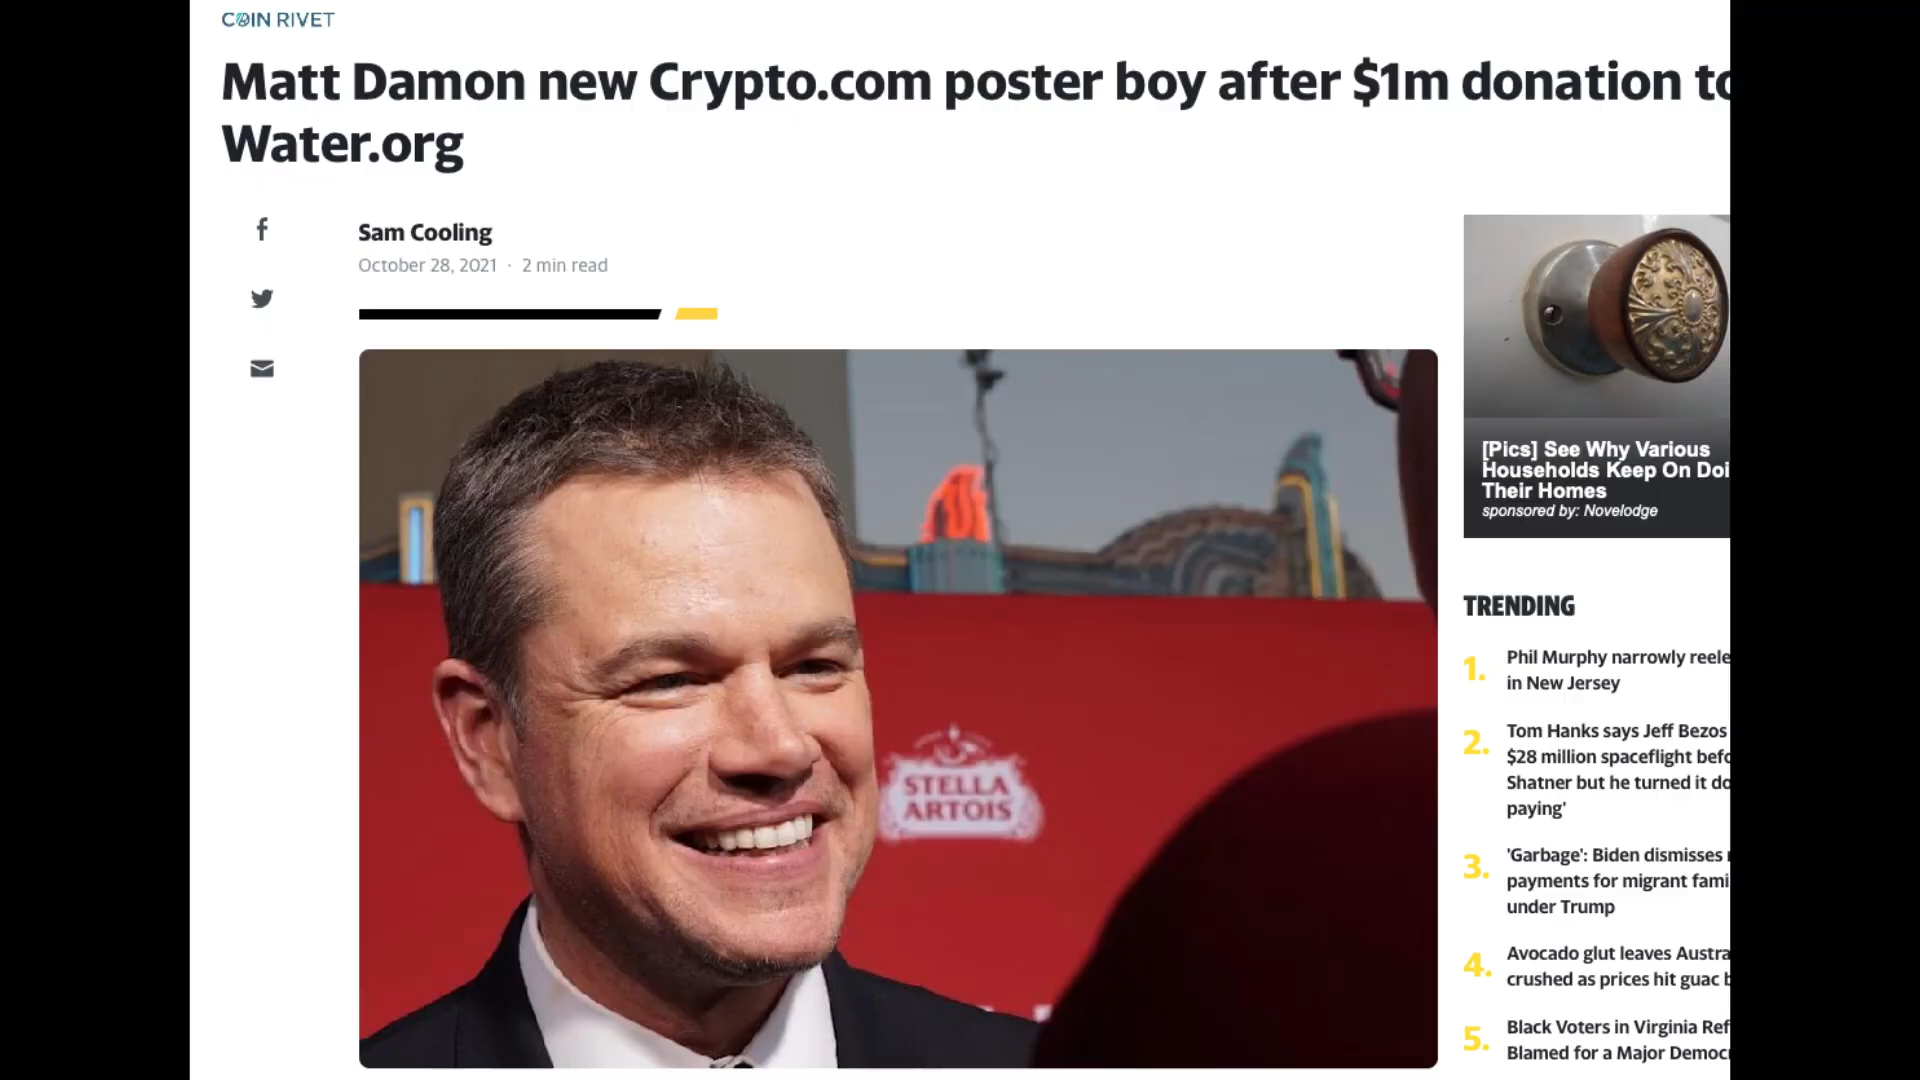 COIN RIVET
Matt Damon new Crypto.com poster boy after $1m donation to
Water.org
Sam Cooling
October 28, 2021 · 2 min read
STELLA
ARTOIS
[Pics] See Why Various
Households Keep On Doi
Their Homes
sponsored by: Novelodge
TRENDING
1. Phil Murphy narrowly reele
in New Jersey
2. Tom Hanks says Jeff Bezos
$28 million spaceflight befo
Shatner but he turned it do
paying'
3. 'Garbage': Biden dismisses
payments for migrant fami
under Trump
4. Avocado glut leaves Austra
crushed as prices hit guac b
5. Black Voters in Virginia Ref
Blamed for a Major Democr